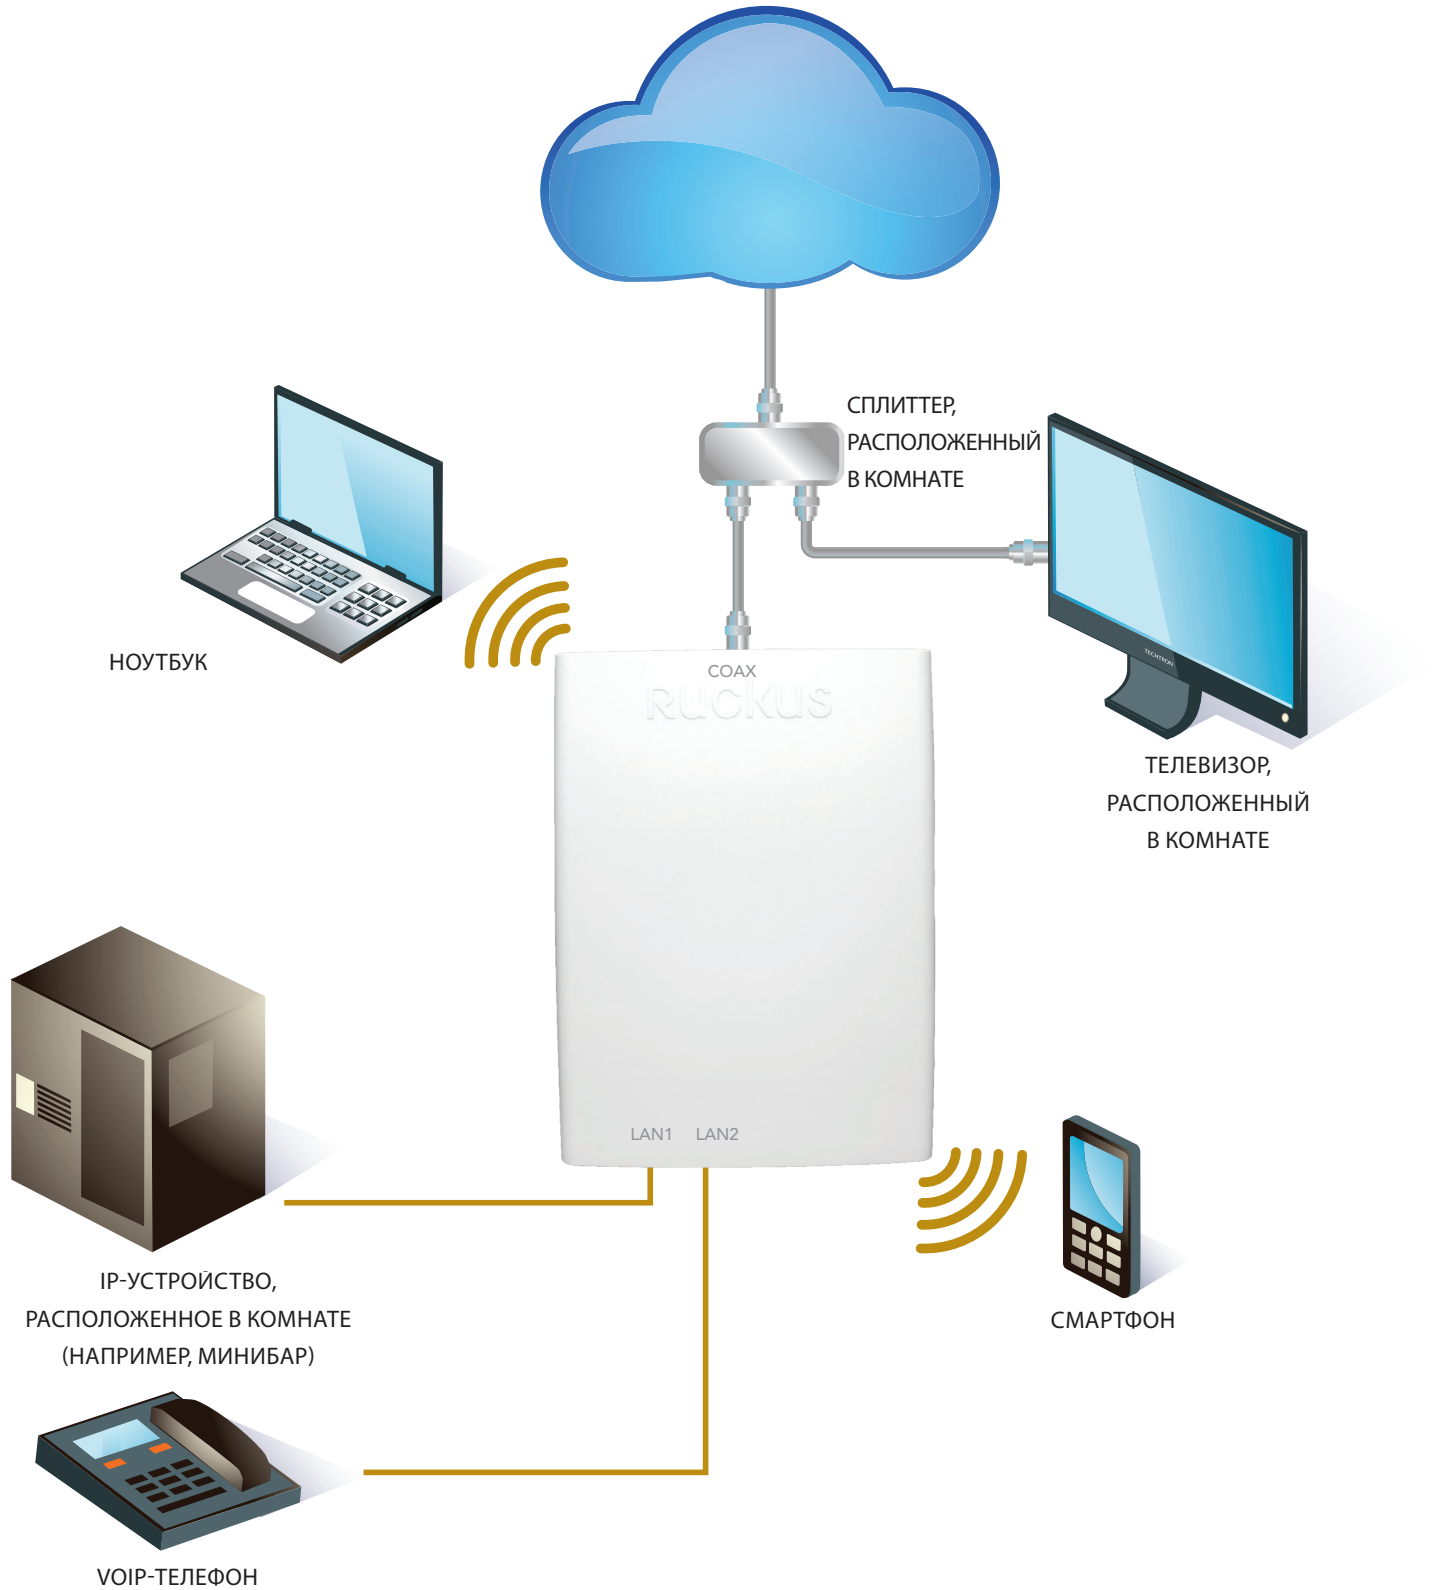 СПЛИТТЕР,
РАСПОЛОЖЕННЫЙ
В КОМНАТЕ
НОУТБУК
COAX
RUCKUS
TECHTRON
ТЕЛЕВИЗОР,
РАСПОЛОЖЕННЫЙ
В КОМНАТЕ
LAN1 LAN2
IP-УСТРОЙСТВО,
РАСПОЛОЖЕННОЕ В КОМНАТЕ
(НАПРИМЕР, МИНИБАР)
СМАРТФОН
VOIP-ТЕЛЕФОН